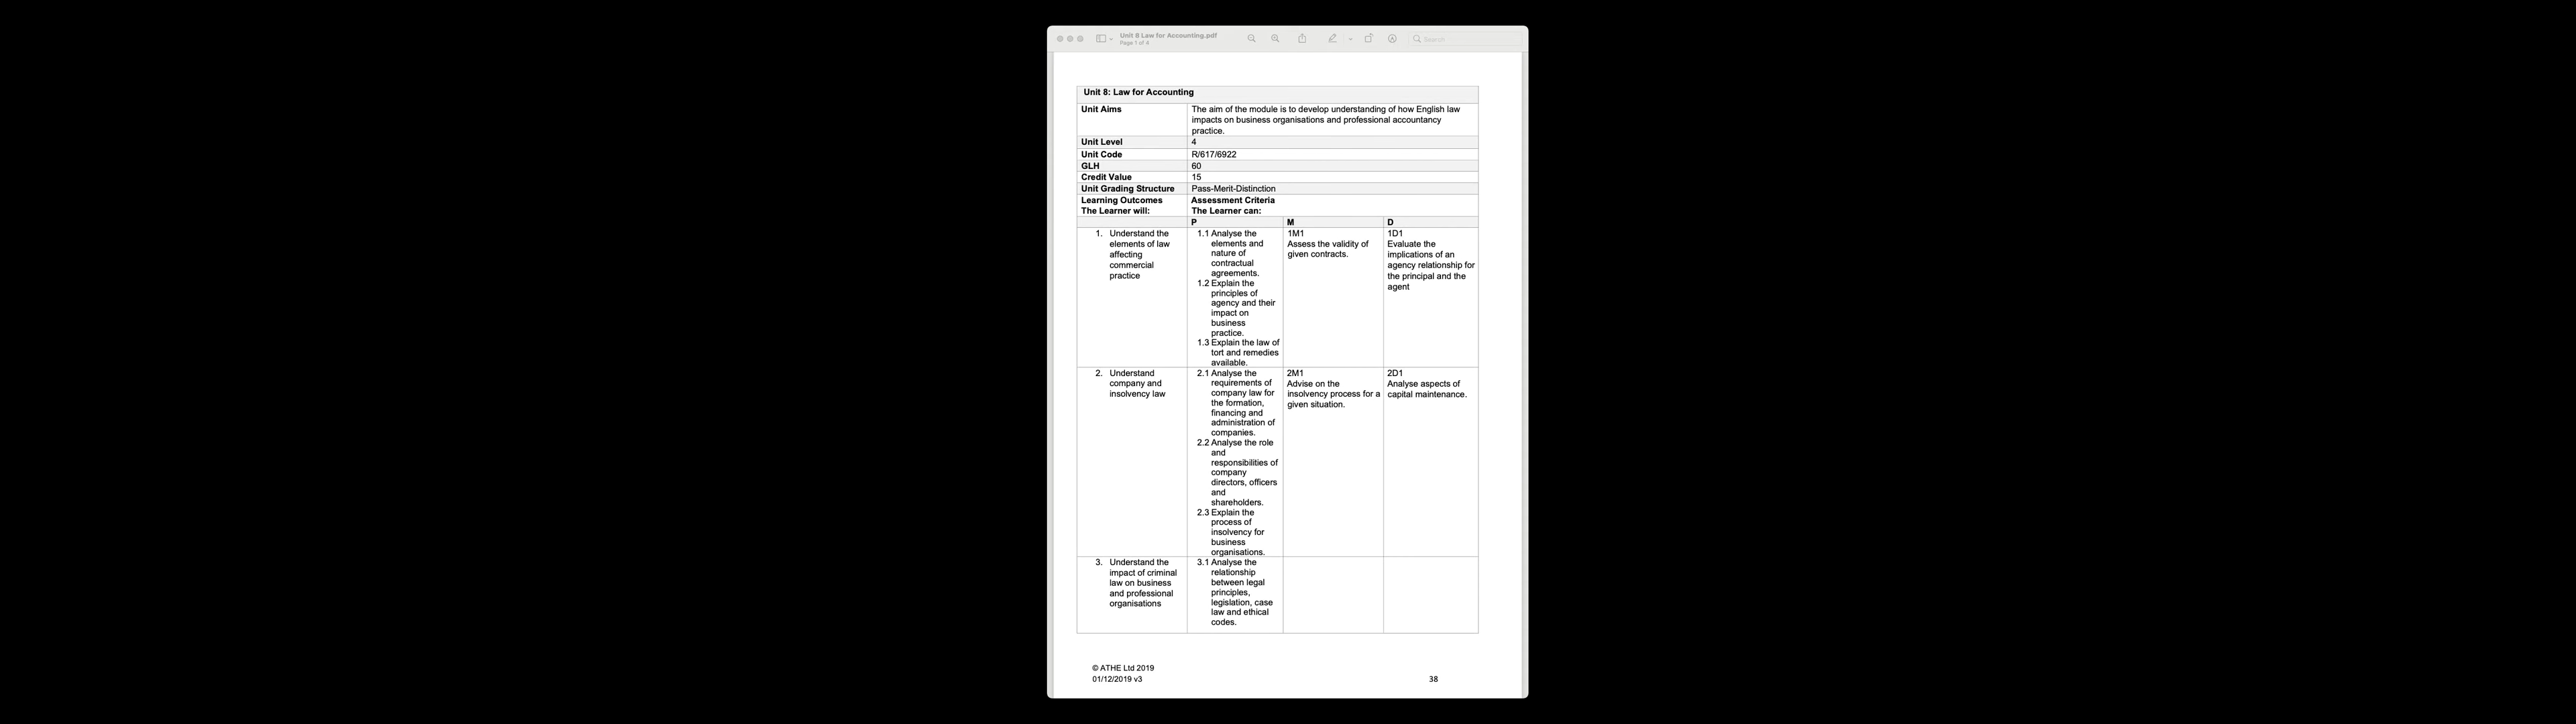 Unit 8 Law for Accounting.pdf
Page 1 of 4
Search
Unit 8: Law for Accounting
Unit Aims
The aim of the module is to develop understanding of how English law
impacts on business organisations and professional accountancy
practice.
Unit Level
4
Unit Code
R/617/6922
GLH
60
Credit Value
15
Unit Grading Structure
Pass-Merit-Distinction
Learning Outcomes
The Learner will:
Assessment Criteria
The Learner can:
P
M
D
1. Understand the
elements of law
affecting
commercial
practice
1.1 Analyse the
elements and
nature of
contractual
agreements.
1.2 Explain the
principles of
agency and their
impact on
business
practice.
1.3 Explain the law of
tort and remedies
available.
1M1
Assess the validity of
given contracts.
1D1
Evaluate the
implications of an
agency relationship for
the principal and the
agent
2. Understand
company and
insolvency law
2.1 Analyse the
requirements of
company law for
the formation,
financing and
administration of
companies.
2.2 Analyse the role
and
responsibilities of
company
directors, officers
and
shareholders.
2.3 Explain the
process of
insolvency for
business
organisations.
2M1
Advise on the
insolvency process for a
given situation.
2D1
Analyse aspects of
capital maintenance.
3. Understand the
impact of criminal
law on business
and professional
organisations
3.1 Analyse the
relationship
between legal
principles,
legislation, case
law and ethical
codes.
© ATHE Ltd 2019
01/12/2019 v3
38